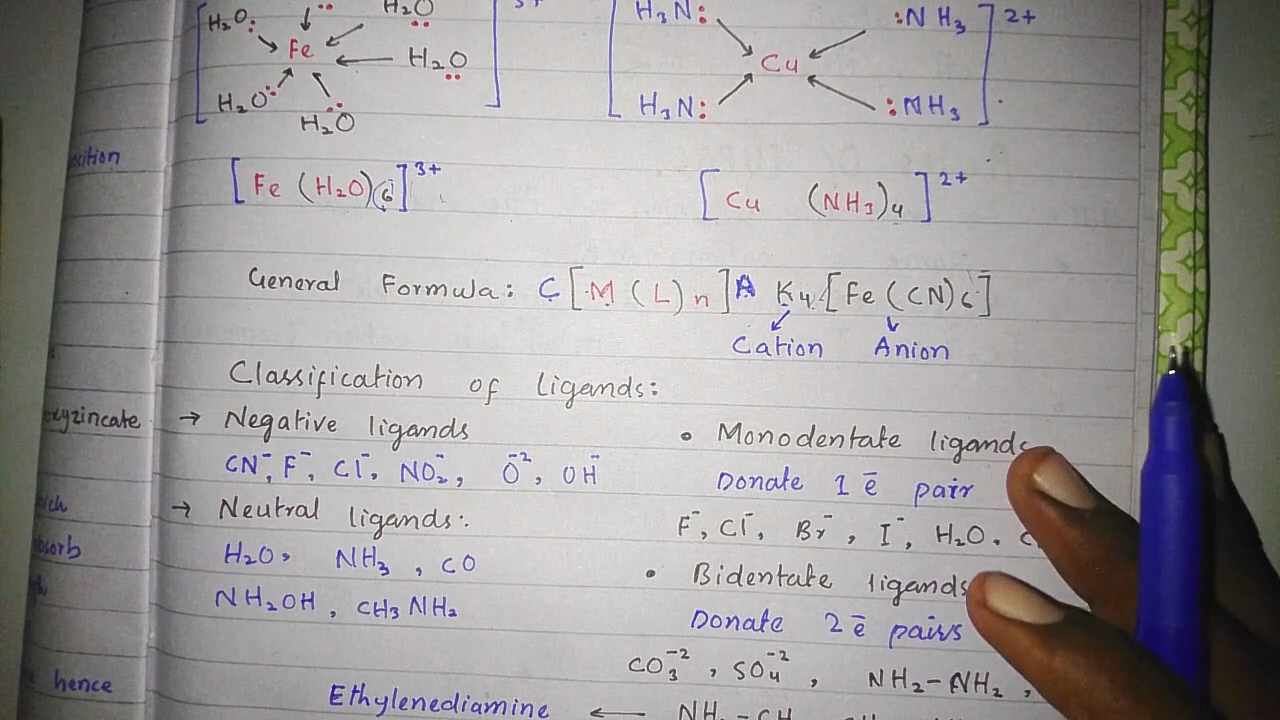 H₂O: :: H₂O ]³⁺ H₃N: :NH₃ ]²⁺
Fe H₂O Cu
H₂O: H₃N: :NH₃
H₂O
[Fe (H₂O)₆]³⁺ [Cu (NH₃)₄]²⁺
General Formula: C[M(L)n]A K₄[Fe(CN)₆]
Cation Anion
Classification of ligands:
oxyzincate → Negative ligands
CN⁻, F⁻, Cl⁻, NO₂⁻, O⁻², OH⁻
→ Neutral ligands:
H₂O, NH₃, CO
NH₂OH, CH₃NH₂
• Monodentate ligands
Donate 1 ē pair
F⁻, Cl⁻, Br⁻, I⁻, H₂O,
• Bidentate ligands
Donate 2 ē pairs
CO₃⁻², SO₄⁻², NH₂-NH₂,
hence Ethylenediamine ←